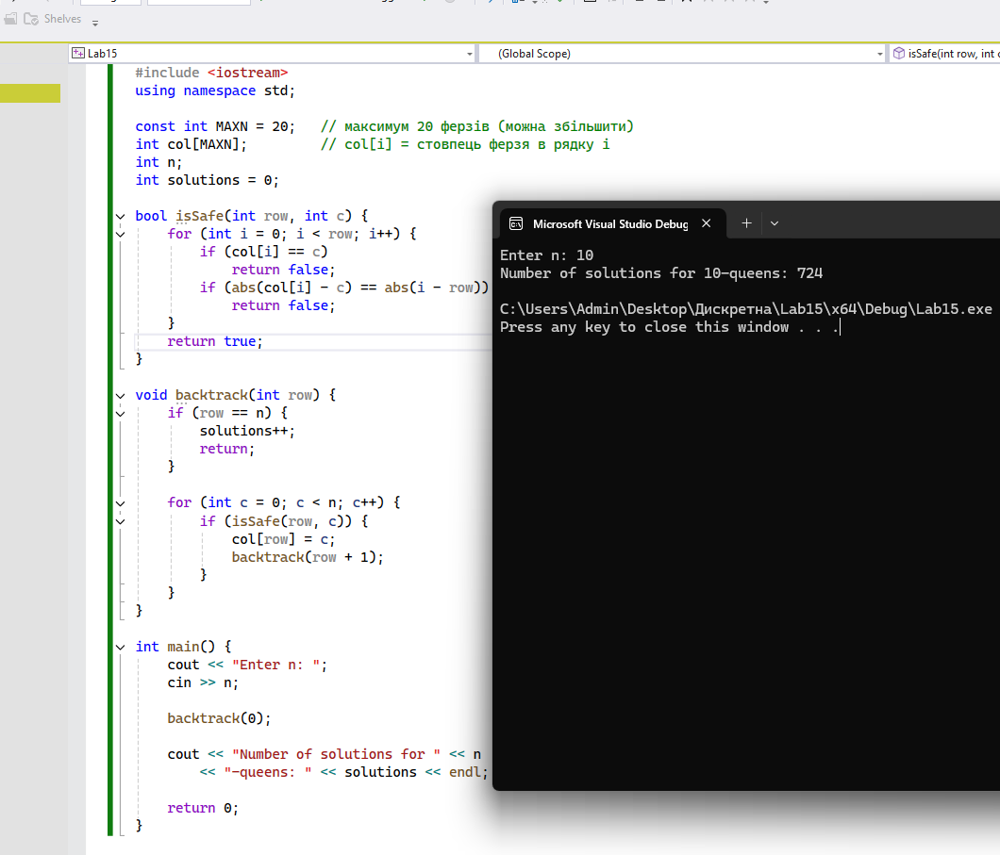 Shelves
Lab15
(Global Scope)
isSafe(int row, int c
#include <iostream>
using namespace std;
const int MAXN = 20;   // максимум 20 ферзів (можна збільшити)
int col[MAXN];         // col[i] = стовпець ферзя в рядку i
int n;
int solutions = 0;
bool isSafe(int row, int c) {
    for (int i = 0; i < row; i++) {
        if (col[i] == c)
            return false;
        if (abs(col[i] - c) == abs(i - row))
            return false;
    }
    return true;
}
void backtrack(int row) {
    if (row == n) {
        solutions++;
        return;
    }
    for (int c = 0; c < n; c++) {
        if (isSafe(row, c)) {
            col[row] = c;
            backtrack(row + 1);
        }
    }
}
int main() {
    cout << "Enter n: ";
    cin >> n;
    backtrack(0);
    cout << "Number of solutions for " << n
        << "-queens: " << solutions << endl;
    return 0;
}
Microsoft Visual Studio Debug
Enter n: 10
Number of solutions for 10-queens: 724
C:\Users\Admin\Desktop\Дискретна\Lab15\x64\Debug\Lab15.exe
Press any key to close this window . . .